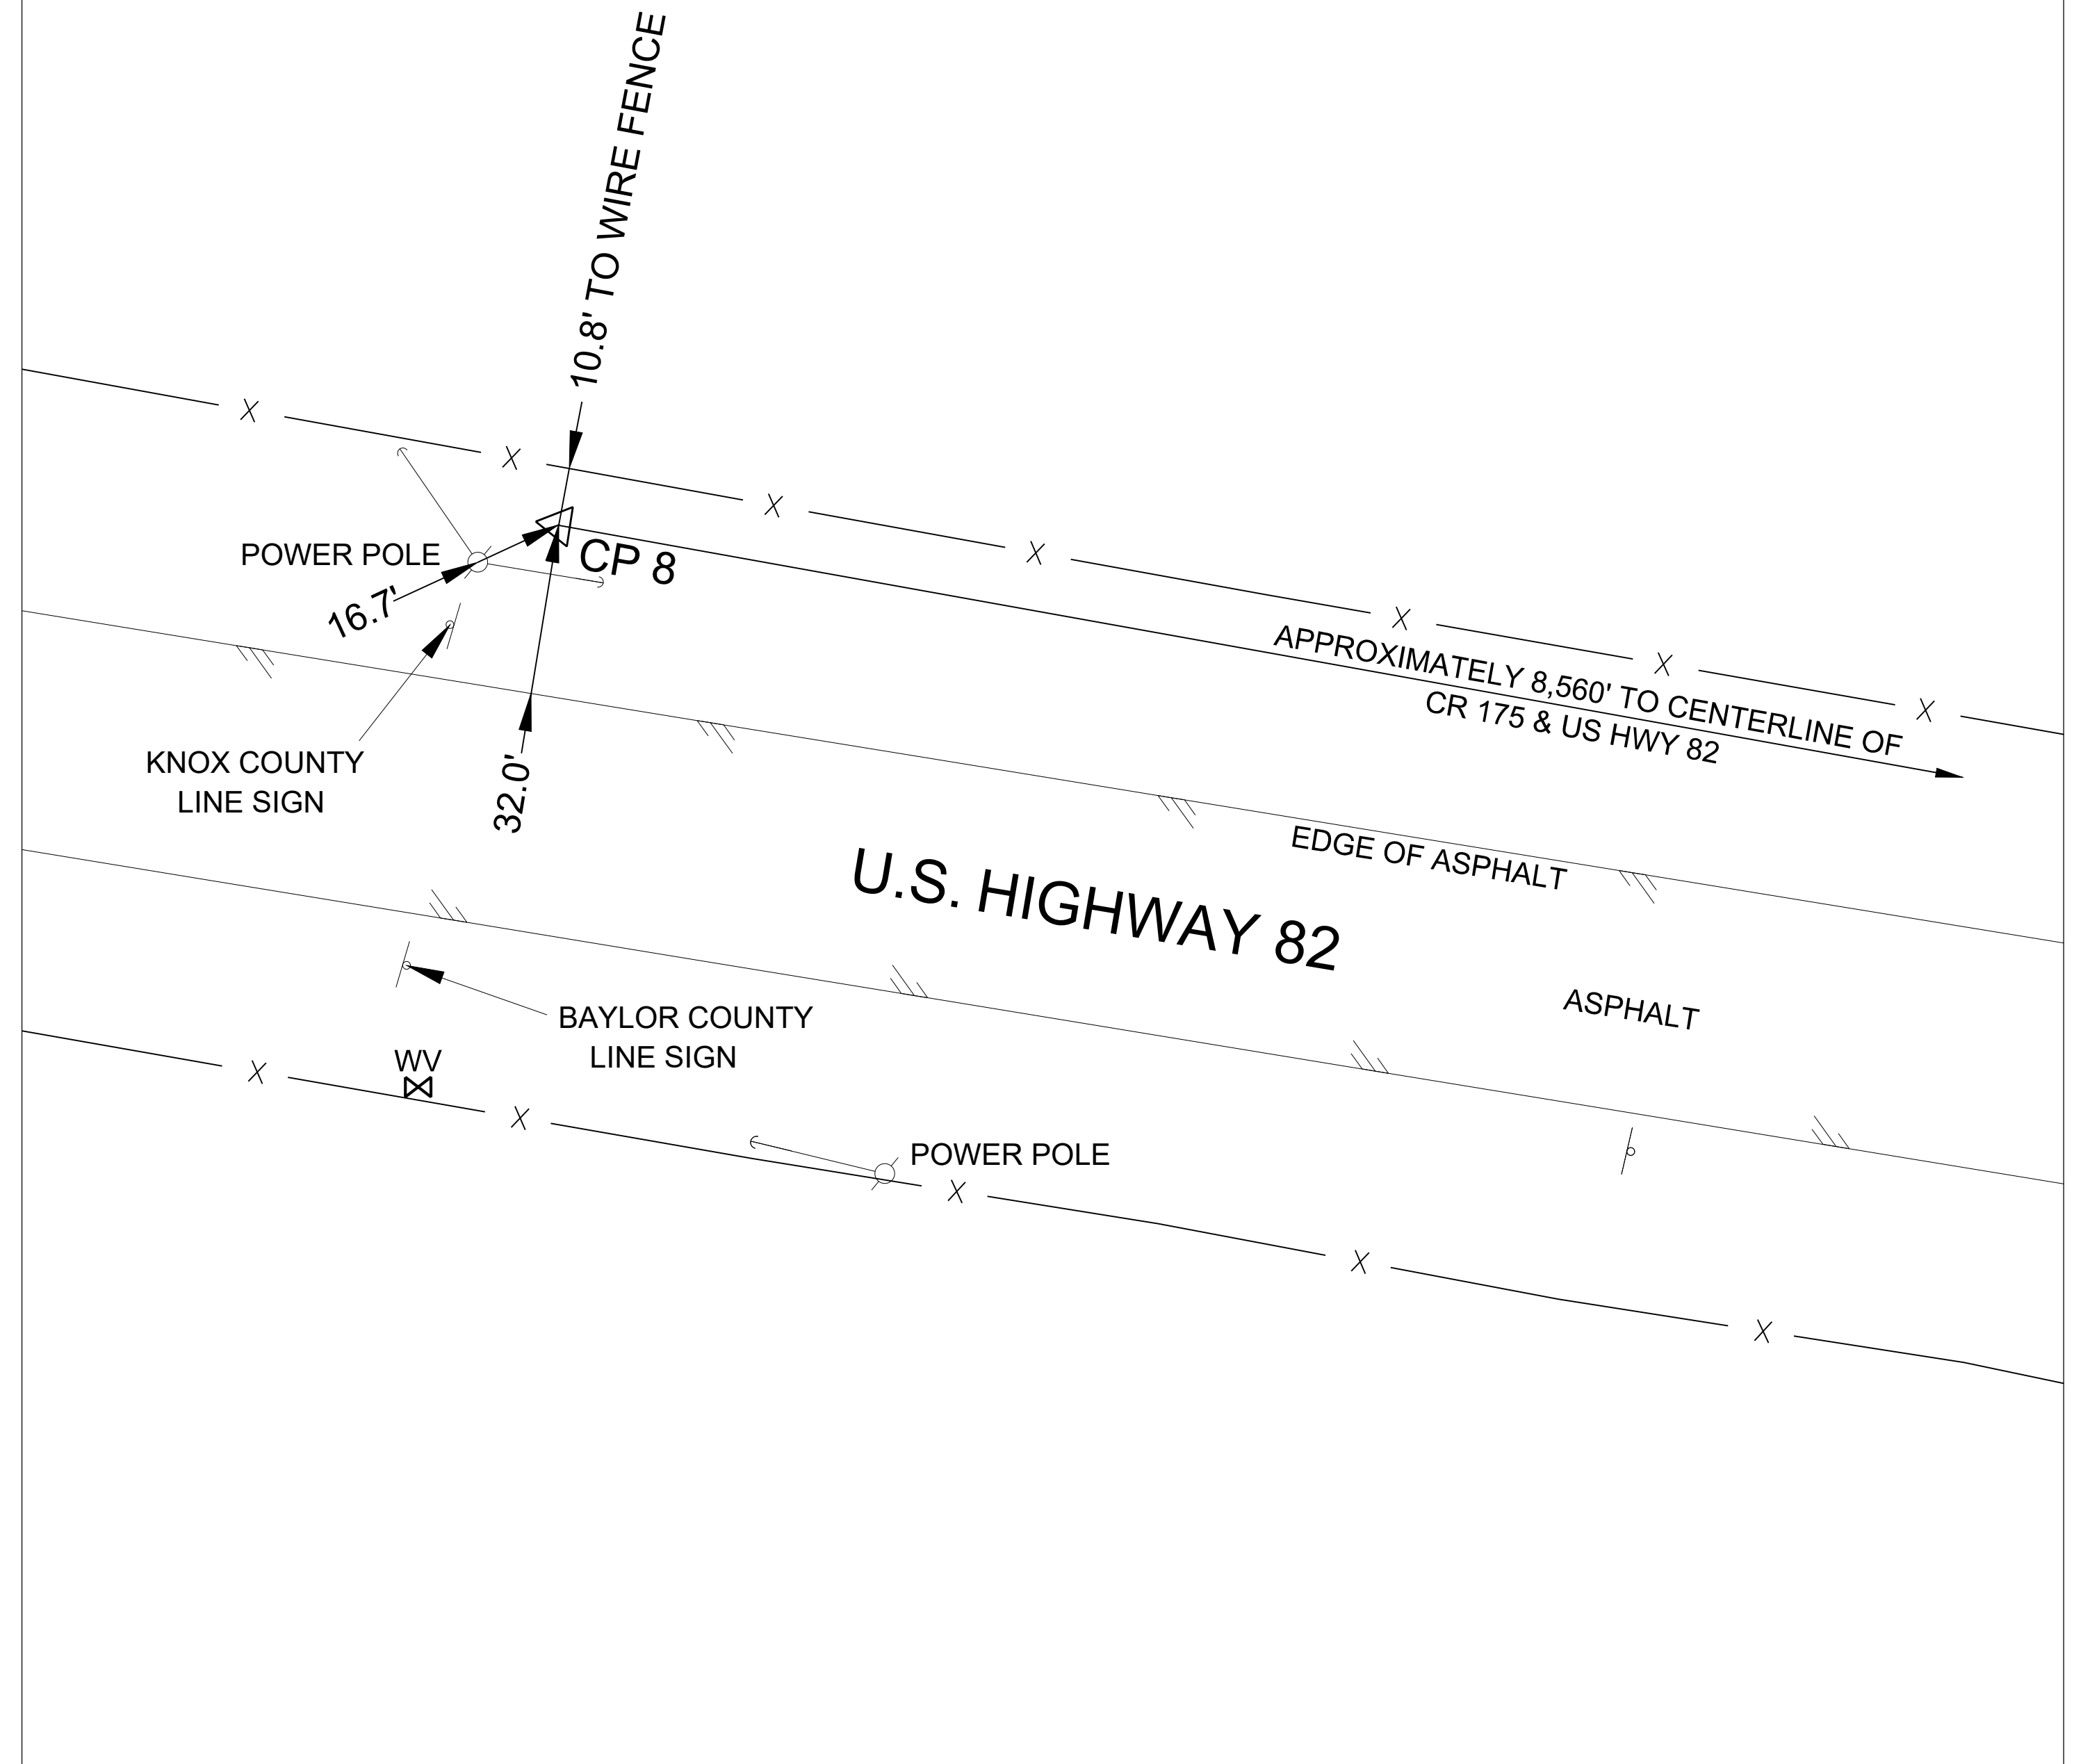 10.8' TO WIRE FENCE
POWER POLE
CP 8
16.7'
APPROXIMATELY 8,560' TO CENTERLINE OF
CR 175 & US HWY 82
KNOX COUNTY
LINE SIGN
32.0'
EDGE OF ASPHALT
U.S. HIGHWAY 82
ASPHALT
BAYLOR COUNTY
LINE SIGN
WV
POWER POLE